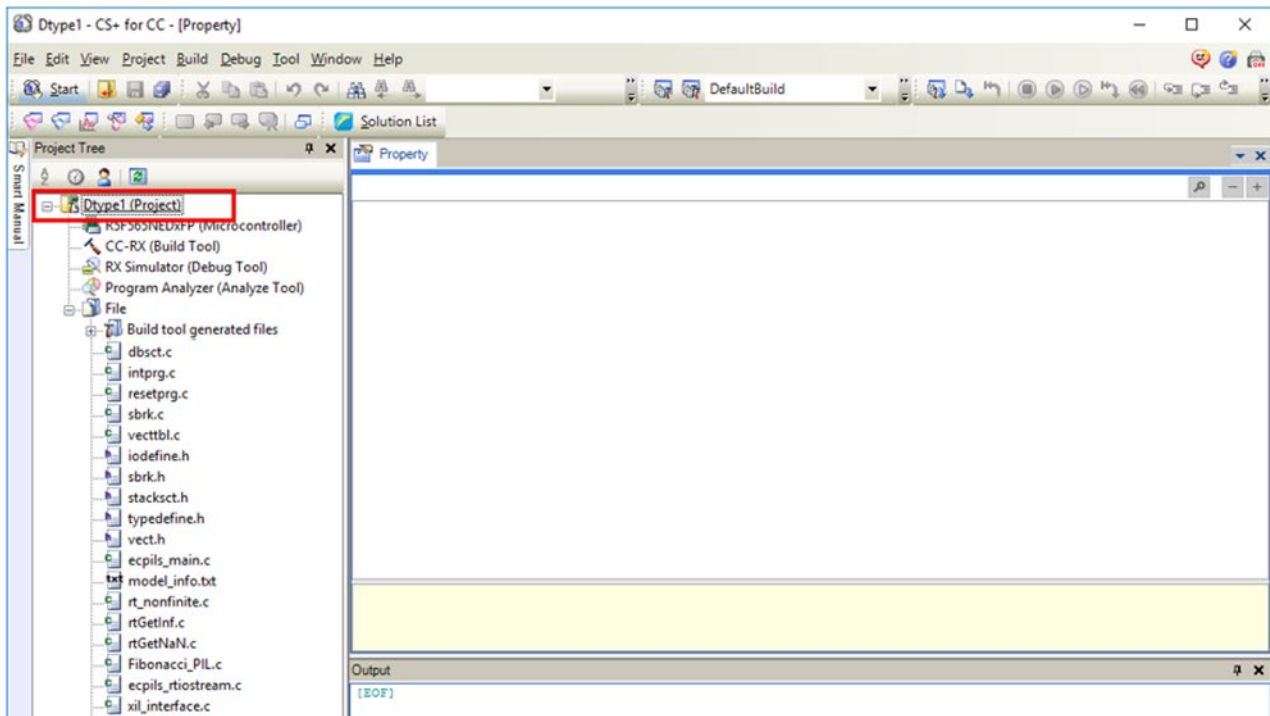 Dtype1 - CS+ for CC - [Property]
File Edit View Project Build Debug Tool Window Help
Start DefaultBuild
Solution List
Smart Manual
Project Tree
Property
Dtype1 (Project)
R5F565NEDxFP (Microcontroller)
CC-RX (Build Tool)
RX Simulator (Debug Tool)
Program Analyzer (Analyze Tool)
File
Build tool generated files
dbsct.c
intprg.c
resetprg.c
sbrk.c
vecttbl.c
iodefine.h
sbrk.h
stacksct.h
typedefine.h
vect.h
ecpils_main.c
txt model_info.txt
rt_nonfinite.c
rtGetInf.c
rtGetNaN.c
Fibonacci_PIL.c
ecpils_rtiostream.c
xil_interface.c
Output
[EOF]